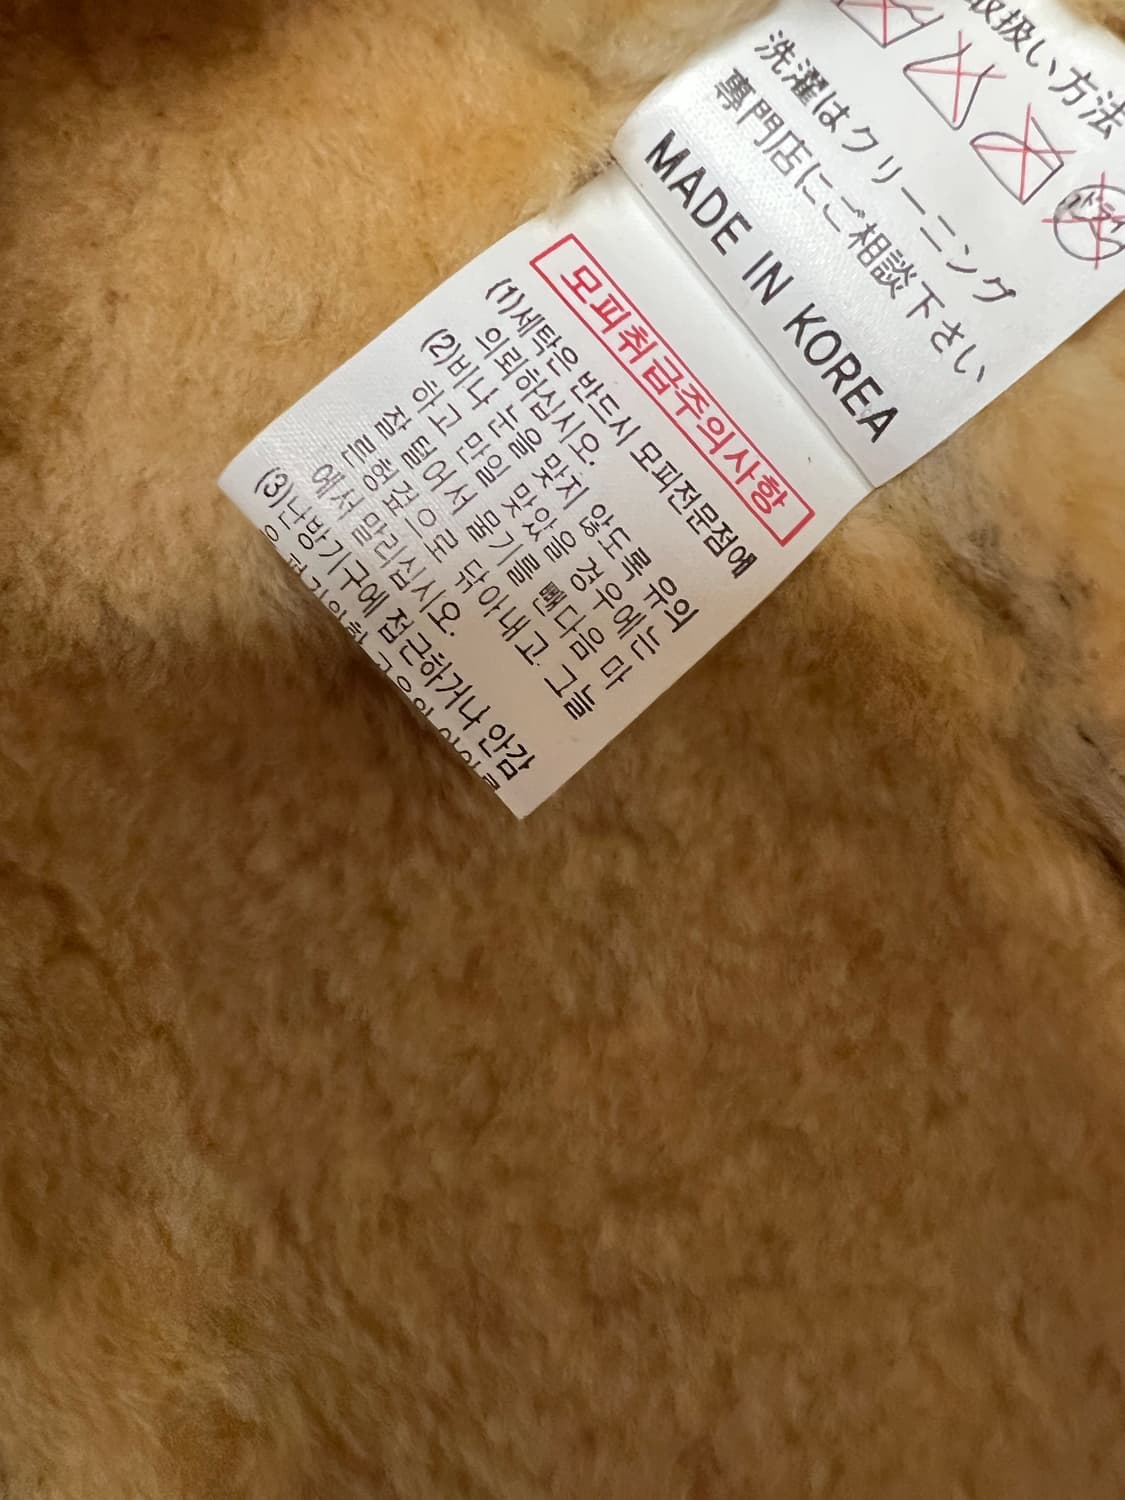 取扱い方法
ドライ
洗濯はクリーニング
専門店にご相談下さい
MADE IN KOREA
모피취급주의사항
(1)세탁은 반드시 모피전문점에
의뢰하십시오.
(2)비나 눈을 맞지 않도록 유의
하고 만일 맞았을 경우에는
잘 털어서 물기를 뺀다음 마
른헝겊으로 닦아내고. 그늘
에서 말리십시오.
(3)난방기구에 접근하거나 안감